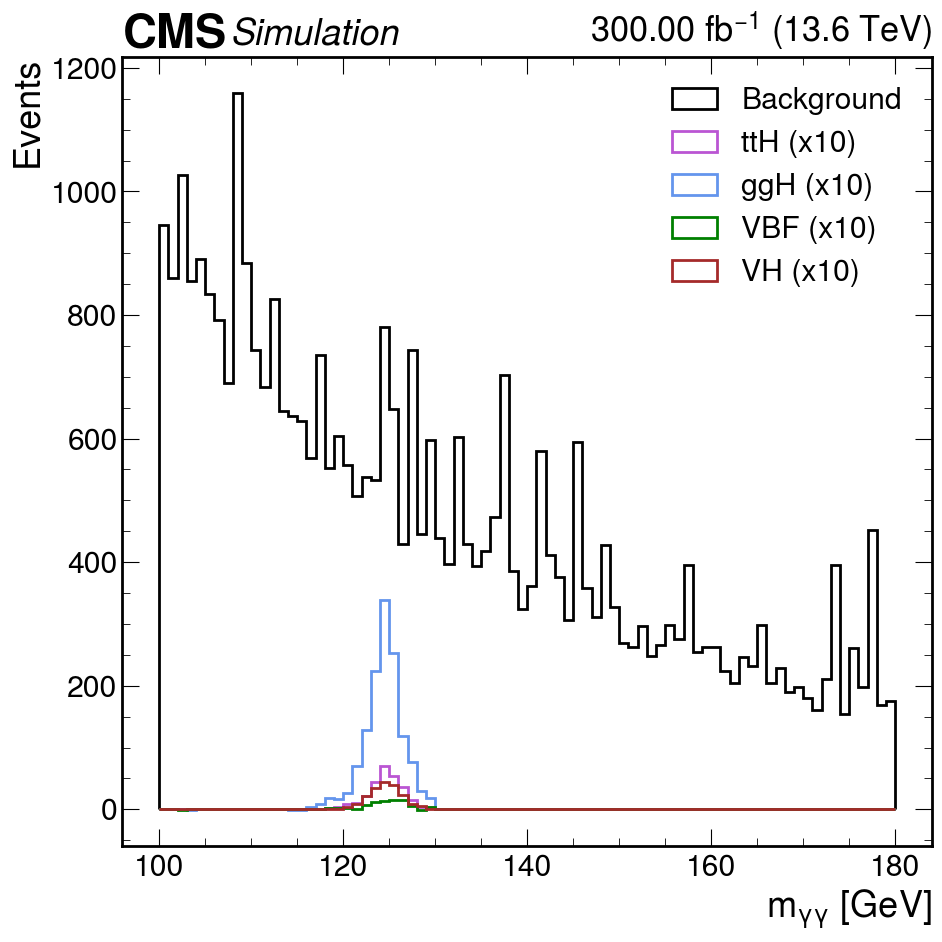 CMS Simulation 300.00 fb⁻¹ (13.6 TeV)
Events
1200
1000
800
600
400
200
0
Background
ttH (x10)
ggH (x10)
VBF (x10)
VH (x10)
100 120 140 160 180
m_γγ [GeV]